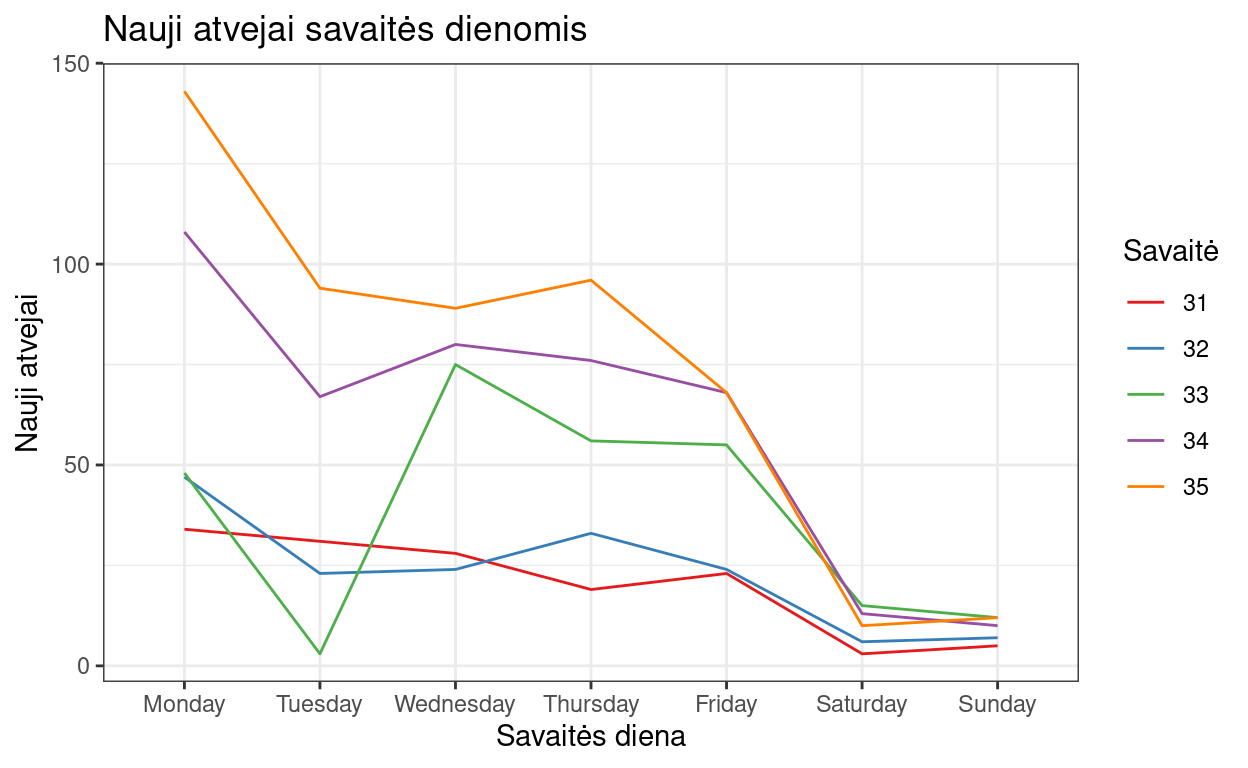 Nauji atvejai savaitės dienomis
150
100
50
0
Nauji atvejai
Monday Tuesday Wednesday Thursday Friday Saturday Sunday
Savaitės diena
Savaitė
31
32
33
34
35